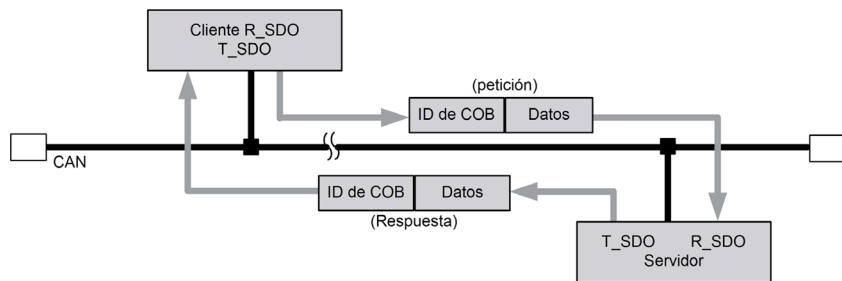 Cliente R_SDO
T_SDO
(petición)
ID de COB Datos
CAN
ID de COB Datos
(Respuesta)
T_SDO R_SDO
Servidor